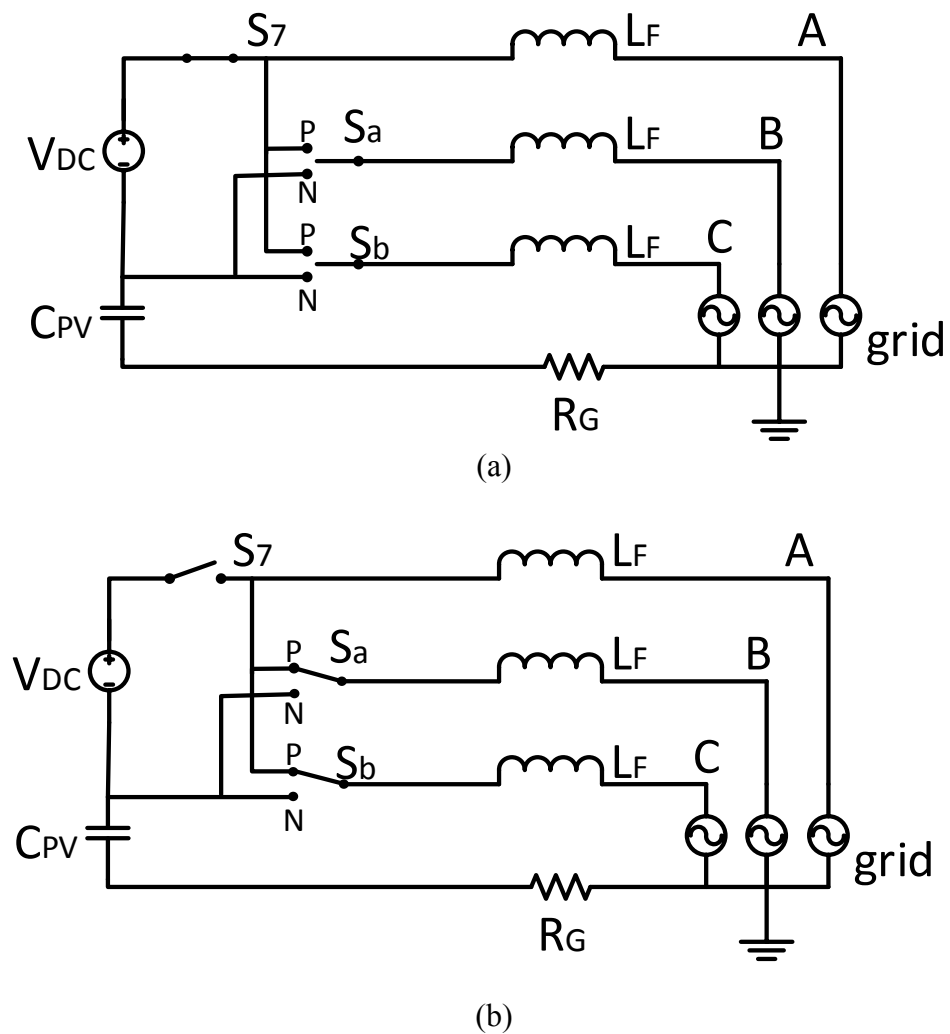 S7 LF A
VDC + -
P Sa LF B
N
P Sb LF C
N
CPV
grid
RG
(a)
S7 LF A
VDC + -
P Sa LF B
N
P Sb LF C
N
CPV
grid
RG
(b)